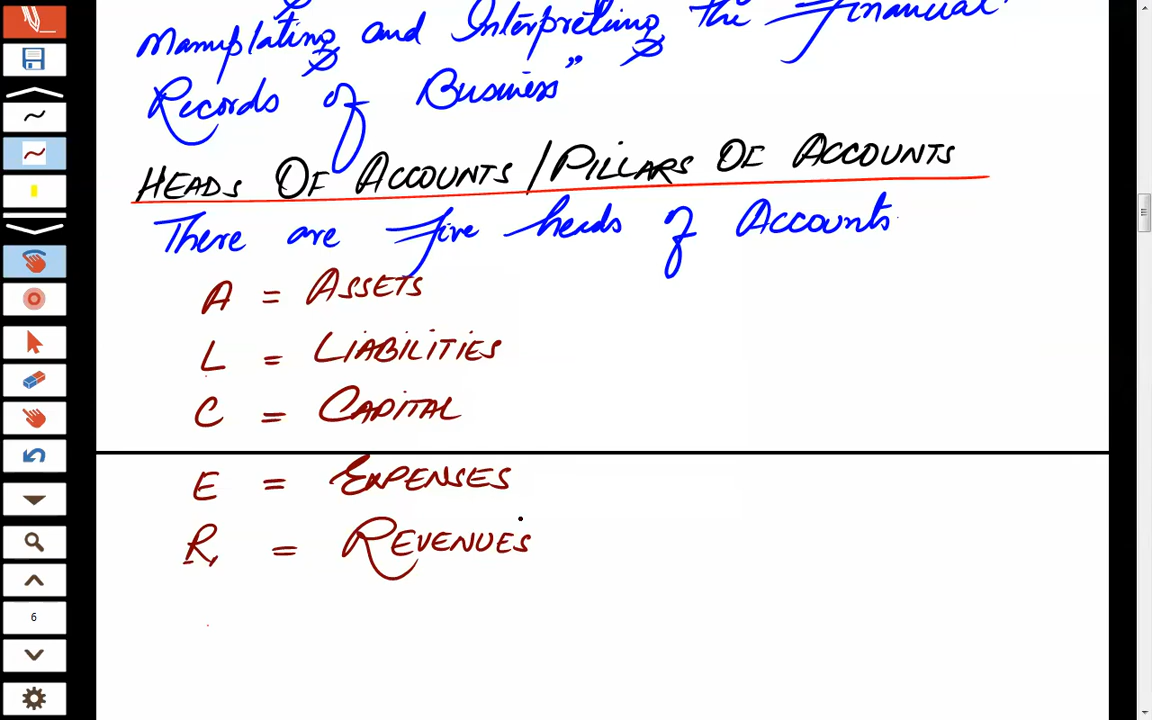 Manuplating and Interpreting the Financial
Records of Business”
HEADS OF ACCOUNTS / PILLARS OF ACCOUNTS
There are five heads of Accounts
A = ASSETS
L = LIABILITIES
C = CAPITAL
E = EXPENSES
R = REVENUES
6